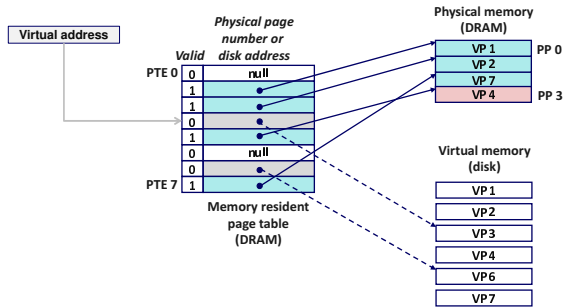 Virtual address
Physical page
number or
disk address
Valid
PTE 0
0
null
1
1
0
1
0
null
0
PTE 7
1
Memory resident
page table
(DRAM)
Physical memory
(DRAM)
VP 1
PP 0
VP 2
VP 7
VP 4
PP 3
Virtual memory
(disk)
VP 1
VP 2
VP 3
VP 4
VP 6
VP 7